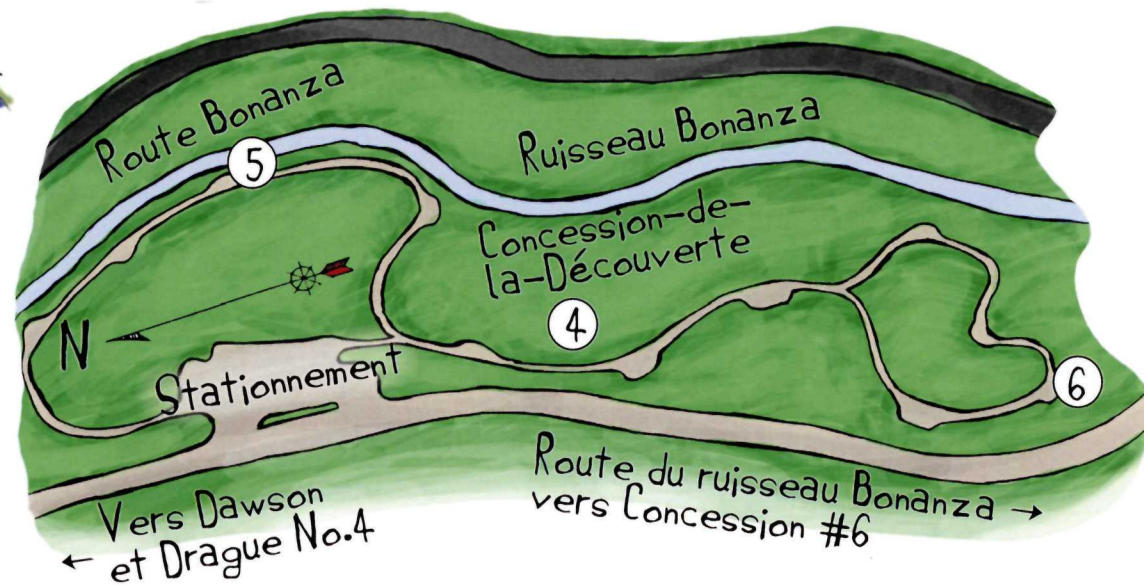 Route Bonanza
5
Ruisseau Bonanza
Concession-de-
la-Découverte
4
N
Stationnement
6
Route du ruisseau Bonanza →
vers Concession #6
Vers Dawson
← et Drague No.4